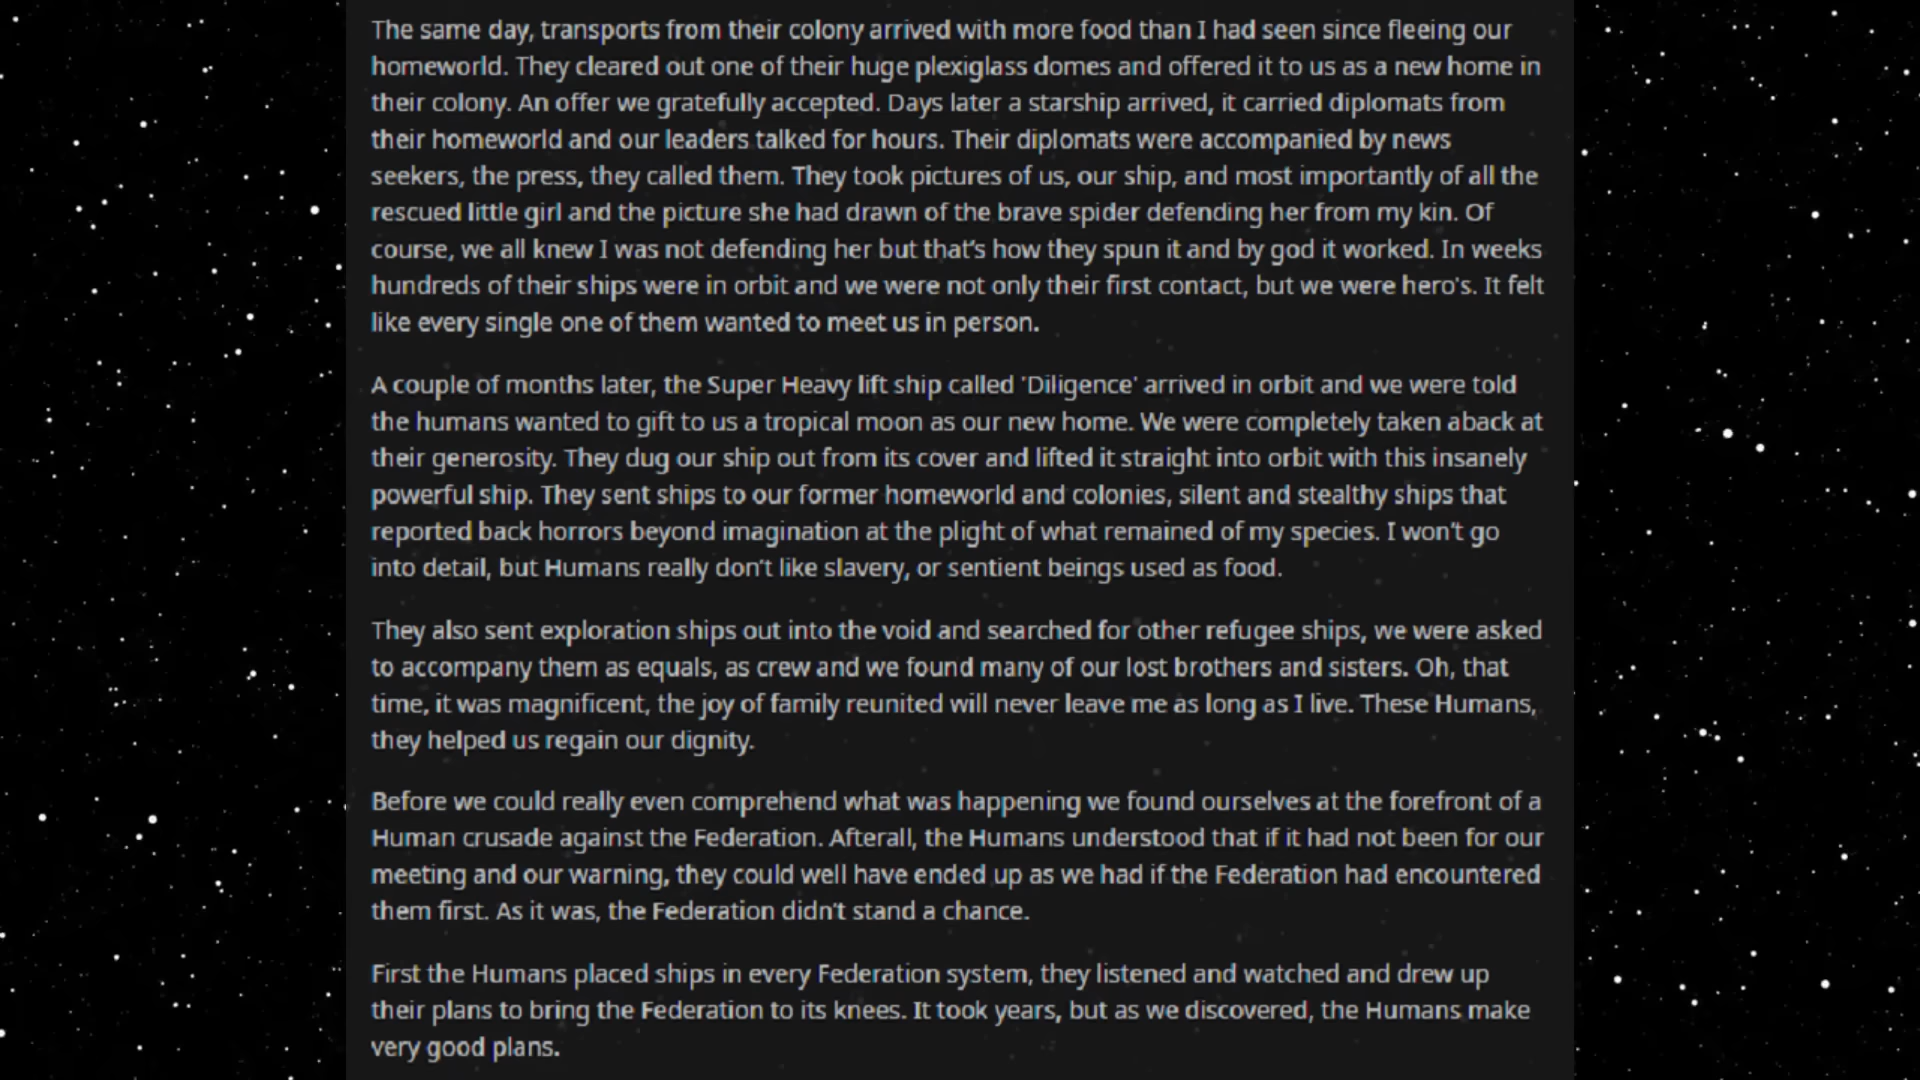 The same day, transports from their colony arrived with more food than I had seen since fleeing our
homeworld. They cleared out one of their huge plexiglass domes and offered it to us as a new home in
their colony. An offer we gratefully accepted. Days later a starship arrived, it carried diplomats from
their homeworld and our leaders talked for hours. Their diplomats were accompanied by news
seekers, the press, they called them. They took pictures of us, our ship, and most importantly of all the
rescued little girl and the picture she had drawn of the brave spider defending her from my kin. Of
course, we all knew I was not defending her but that's how they spun it and by god it worked. In weeks
hundreds of their ships were in orbit and we were not only their first contact, but we were hero's. It felt
like every single one of them wanted to meet us in person.
A couple of months later, the Super Heavy lift ship called 'Diligence' arrived in orbit and we were told
the humans wanted to gift to us a tropical moon as our new home. We were completely taken aback at
their generosity. They dug our ship out from its cover and lifted it straight into orbit with this insanely
powerful ship. They sent ships to our former homeworld and colonies, silent and stealthy ships that
reported back horrors beyond imagination at the plight of what remained of my species. I won't go
into detail, but Humans really don't like slavery, or sentient beings used as food.
They also sent exploration ships out into the void and searched for other refugee ships, we were asked
to accompany them as equals, as crew and we found many of our lost brothers and sisters. Oh, that
time, it was magnificent, the joy of family reunited will never leave me as long as I live. These Humans,
they helped us regain our dignity.
Before we could really even comprehend what was happening we found ourselves at the forefront of a
Human crusade against the Federation. Afterall, the Humans understood that if it had not been for our
meeting and our warning, they could well have ended up as we had if the Federation had encountered
them first. As it was, the Federation didn't stand a chance.
First the Humans placed ships in every Federation system, they listened and watched and drew up
their plans to bring the Federation to its knees. It took years, but as we discovered, the Humans make
very good plans.